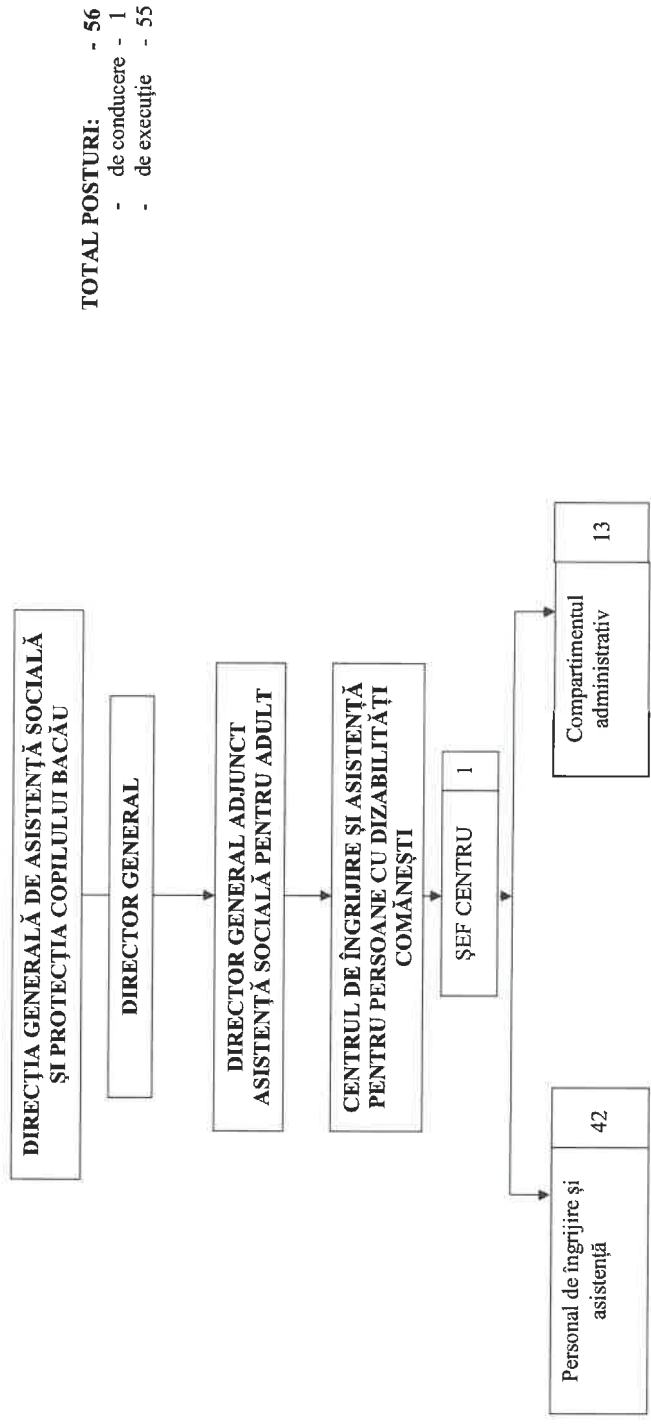 TOTAL POSTURI: - 56
- de conducere - 1
- de execuție - 55
DIRECȚIA GENERALĂ DE ASISTENȚĂ SOCIALĂ
ȘI PROTECȚIA COPILULUI BACĂU
DIRECTOR GENERAL
DIRECTOR GENERAL ADJUNCT
ASISTENȚĂ SOCIALĂ PENTRU ADULT
CENTRUL DE ÎNGRIJIRE ȘI ASISTENȚĂ
PENTRU PERSOANE CU DIZABILITĂȚI
COMĂNEȘTI
ȘEF CENTRU 1
Personal de îngrijire și
asistență
42
Compartimentul
administrativ
13